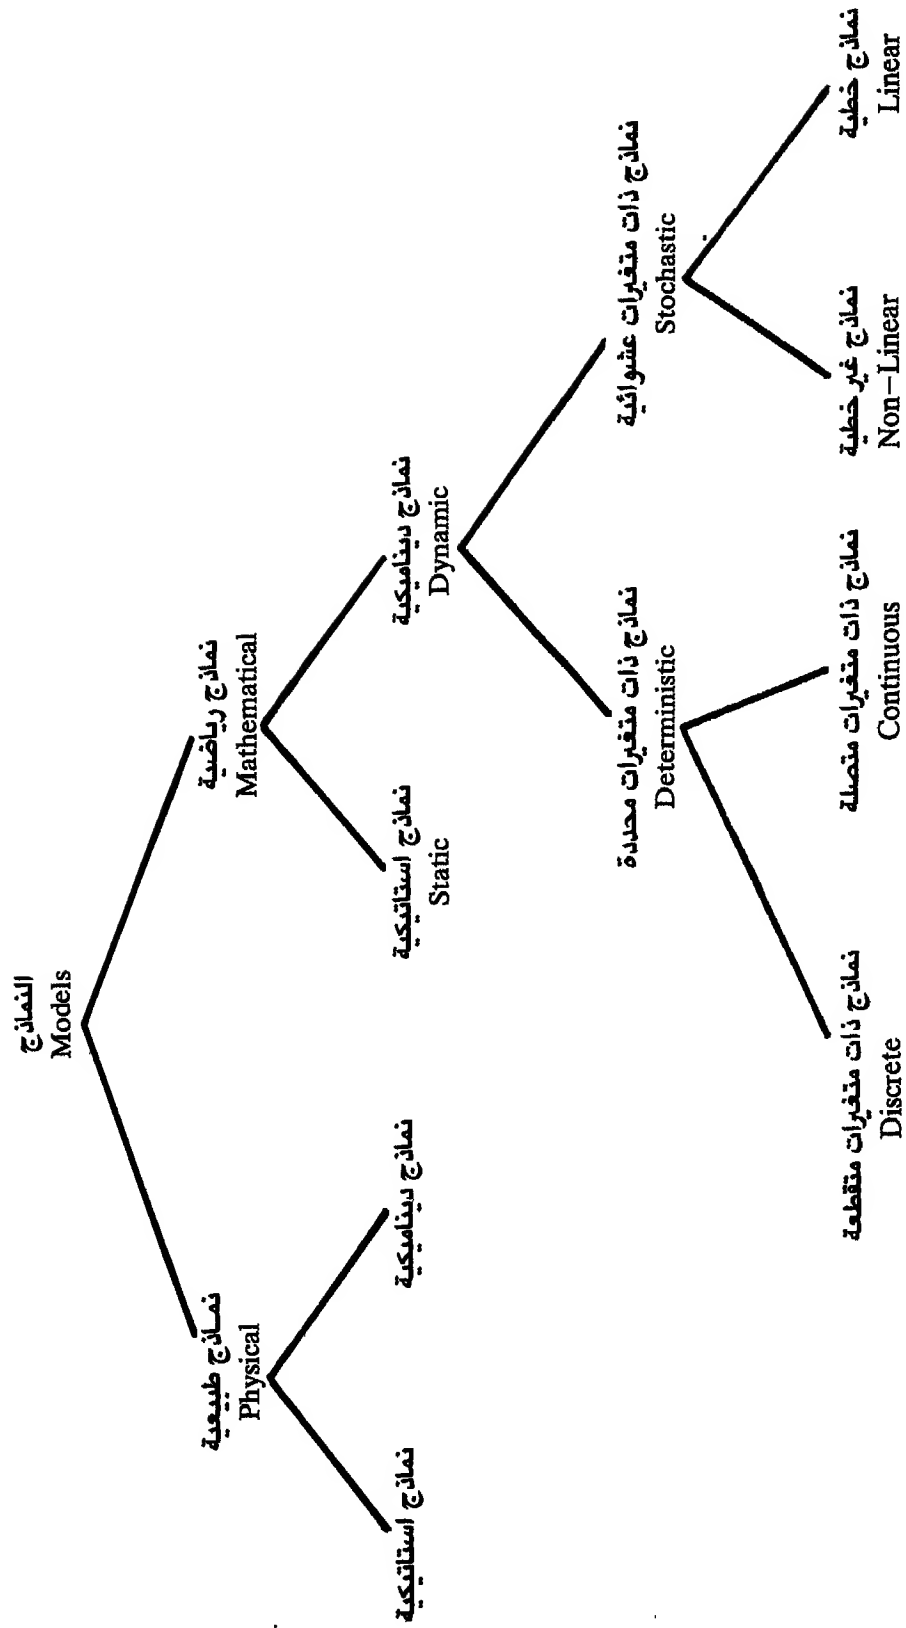 النماذج
Models
نماذج طبيعية
Physical
نماذج رياضية
Mathematical
نماذج استاتيكية
نماذج ديناميكية
نماذج استاتيكية
Static
نماذج ديناميكية
Dynamic
نماذج ذات متغيرات محددة
Deterministic
نماذج ذات متغيرات عشوائية
Stochastic
نماذج ذات متغيرات متقطعة
Discrete
نماذج ذات متغيرات متصلة
Continuous
نماذج غير خطية
Non–Linear
نماذج خطية
Linear